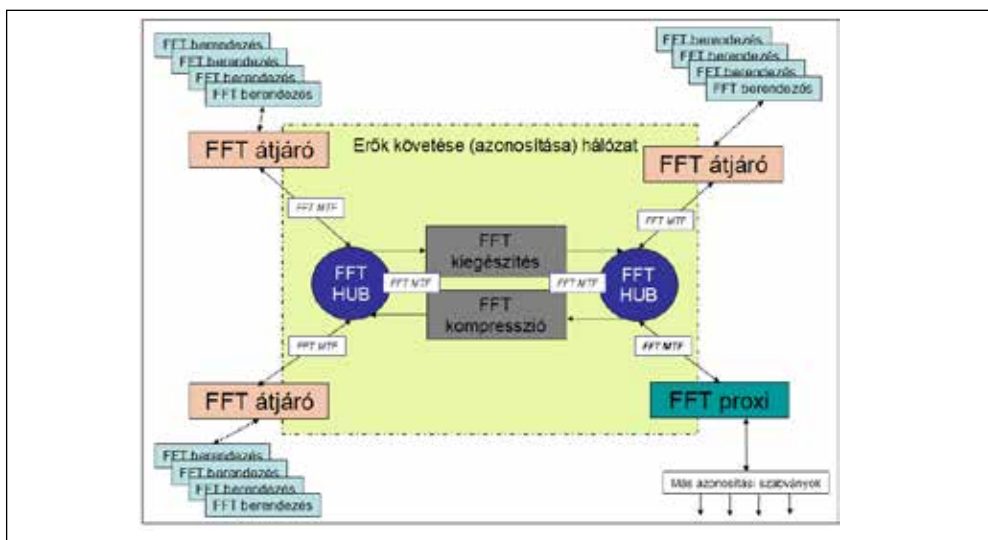 FFT berendezés
FFT berendezés
FFT berendezés
FFT berendezés
FFT berendezés
FFT berendezés
FFT berendezés
FFT berendezés
FFT átjáró
Erők követése (azonosítása) hálózat
FFT átjáró
FFT MTF
FFT MTF
FFT
HUB
FFT MTF
FFT
kiegészítés
FFT MTF
FFT
HUB
FFT
kompresszió
FFT MTF
FFT MTF
FFT átjáró
FFT proxi
FFT berendezés
FFT berendezés
FFT berendezés
FFT berendezés
Más azonosítási szabványok